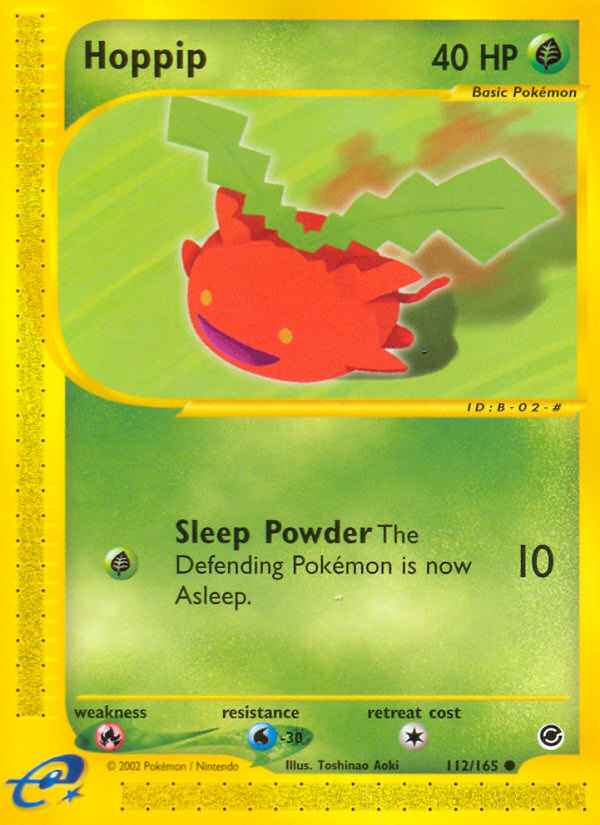 Hoppip 40 HP
Basic Pokémon
ID:B-02-#
Sleep Powder The 10
Defending Pokémon is now
Asleep.
weakness resistance retreat cost
-30
© 2002 Pokémon / Nintendo Illus. Toshinao Aoki 112/165
e